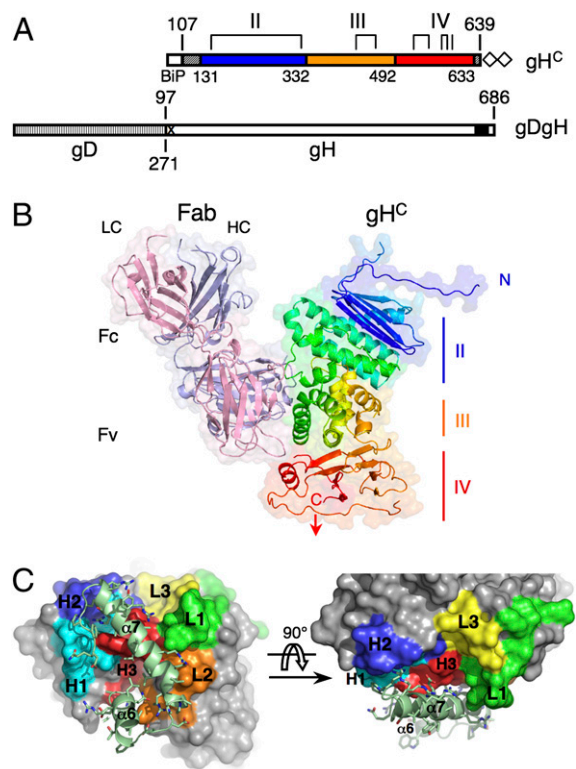 A
107 II III IV 639
BiP 131 332 492 633 gHC
97 686
gD gH gDgH
271
B
Fab gHC
LC HC
N
Fc
II
Fv
III
C
IV
C
H2 L3
α7 L1
H3
H1 L2
α6
90°
H2 L3
H3
H1 L1
α7
α6